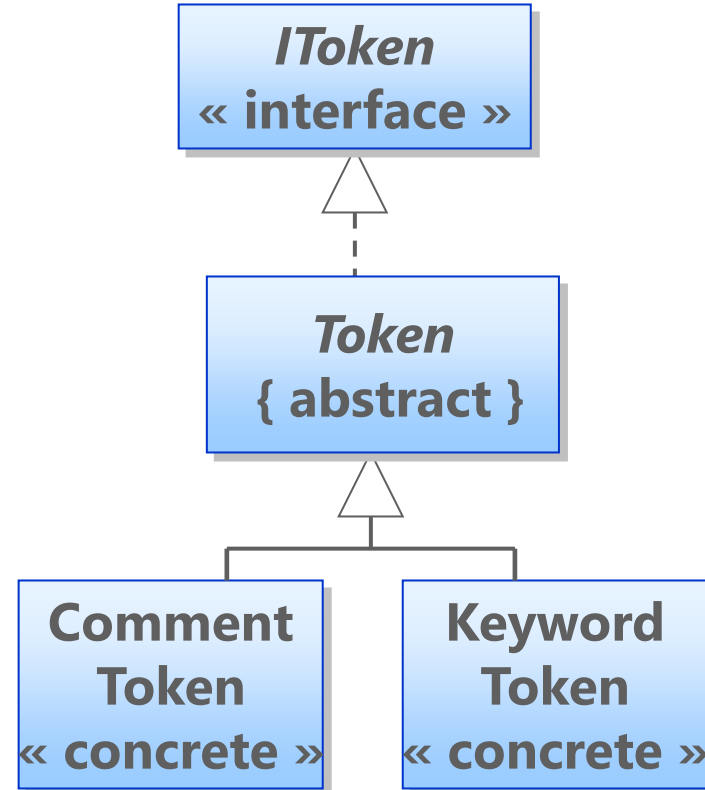 IToken
« interface »
Token
{ abstract }
Comment
Token
« concrete »
Keyword
Token
« concrete »